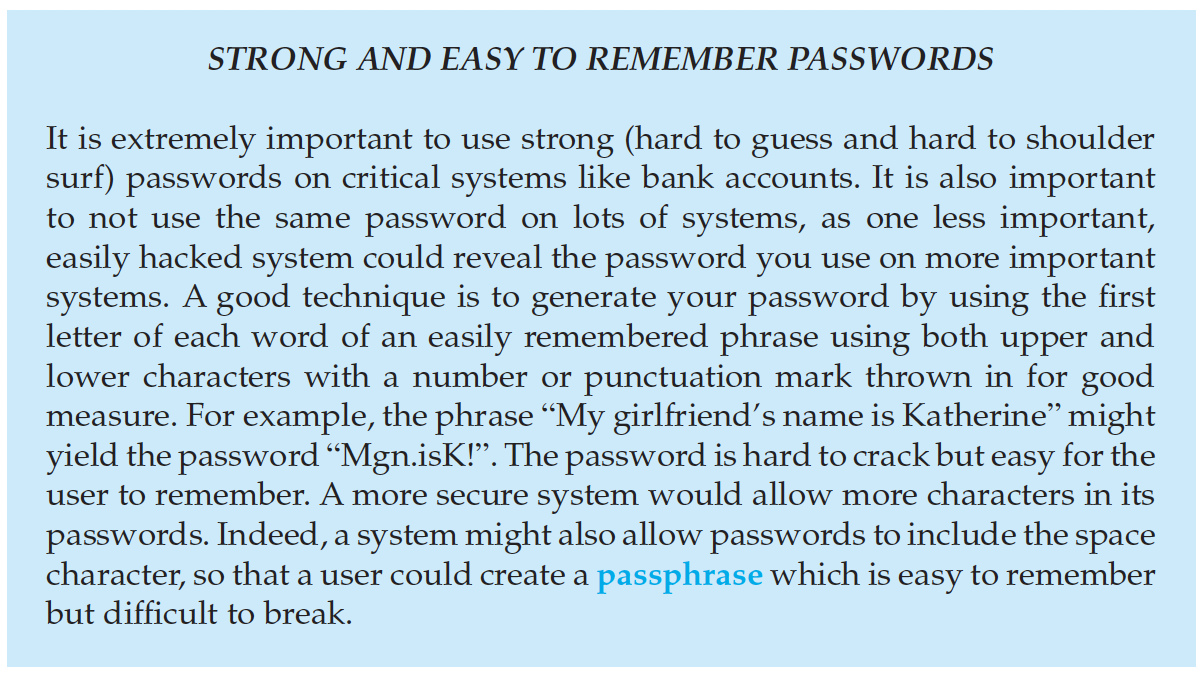 STRONG AND EASY TO REMEMBER PASSWORDS
It is extremely important to use strong (hard to guess and hard to shoulder
surf) passwords on critical systems like bank accounts. It is also important
to not use the same password on lots of systems, as one less important,
easily hacked system could reveal the password you use on more important
systems. A good technique is to generate your password by using the first
letter of each word of an easily remembered phrase using both upper and
lower characters with a number or punctuation mark thrown in for good
measure. For example, the phrase “My girlfriend’s name is Katherine” might
yield the password “Mgn.isK!”. The password is hard to crack but easy for the
user to remember. A more secure system would allow more characters in its
passwords. Indeed, a system might also allow passwords to include the space
character, so that a user could create a passphrase which is easy to remember
but difficult to break.